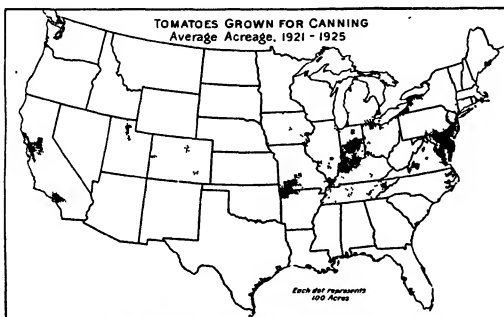 TOMATOES GROWN FOR CANNING
Average Acreage, 1921 - 1925
Each dot represents
100 Acres